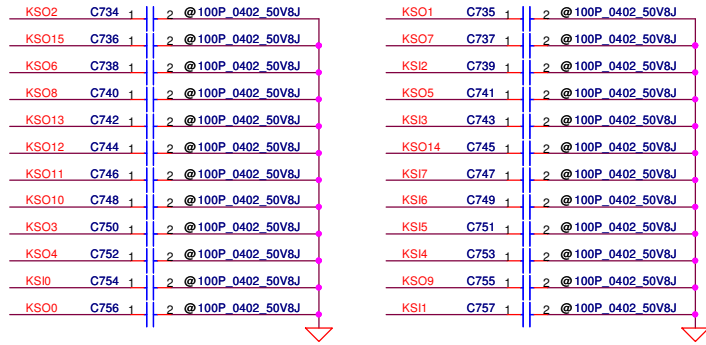 KSO2 C734 1 2 @100P_0402_50V8J
KSO15 C736 1 2 @100P_0402_50V8J
KSO6 C738 1 2 @100P_0402_50V8J
KSO8 C740 1 2 @100P_0402_50V8J
KSO13 C742 1 2 @100P_0402_50V8J
KSO12 C744 1 2 @100P_0402_50V8J
KSO11 C746 1 2 @100P_0402_50V8J
KSO10 C748 1 2 @100P_0402_50V8J
KSO3 C750 1 2 @100P_0402_50V8J
KSO4 C752 1 2 @100P_0402_50V8J
KSI0 C754 1 2 @100P_0402_50V8J
KSO0 C756 1 2 @100P_0402_50V8J
KSO1 C735 1 2 @100P_0402_50V8J
KSO7 C737 1 2 @100P_0402_50V8J
KSI2 C739 1 2 @100P_0402_50V8J
KSO5 C741 1 2 @100P_0402_50V8J
KSI3 C743 1 2 @100P_0402_50V8J
KSO14 C745 1 2 @100P_0402_50V8J
KSI7 C747 1 2 @100P_0402_50V8J
KSI6 C749 1 2 @100P_0402_50V8J
KSI5 C751 1 2 @100P_0402_50V8J
KSI4 C753 1 2 @100P_0402_50V8J
KSO9 C755 1 2 @100P_0402_50V8J
KSI1 C757 1 2 @100P_0402_50V8J